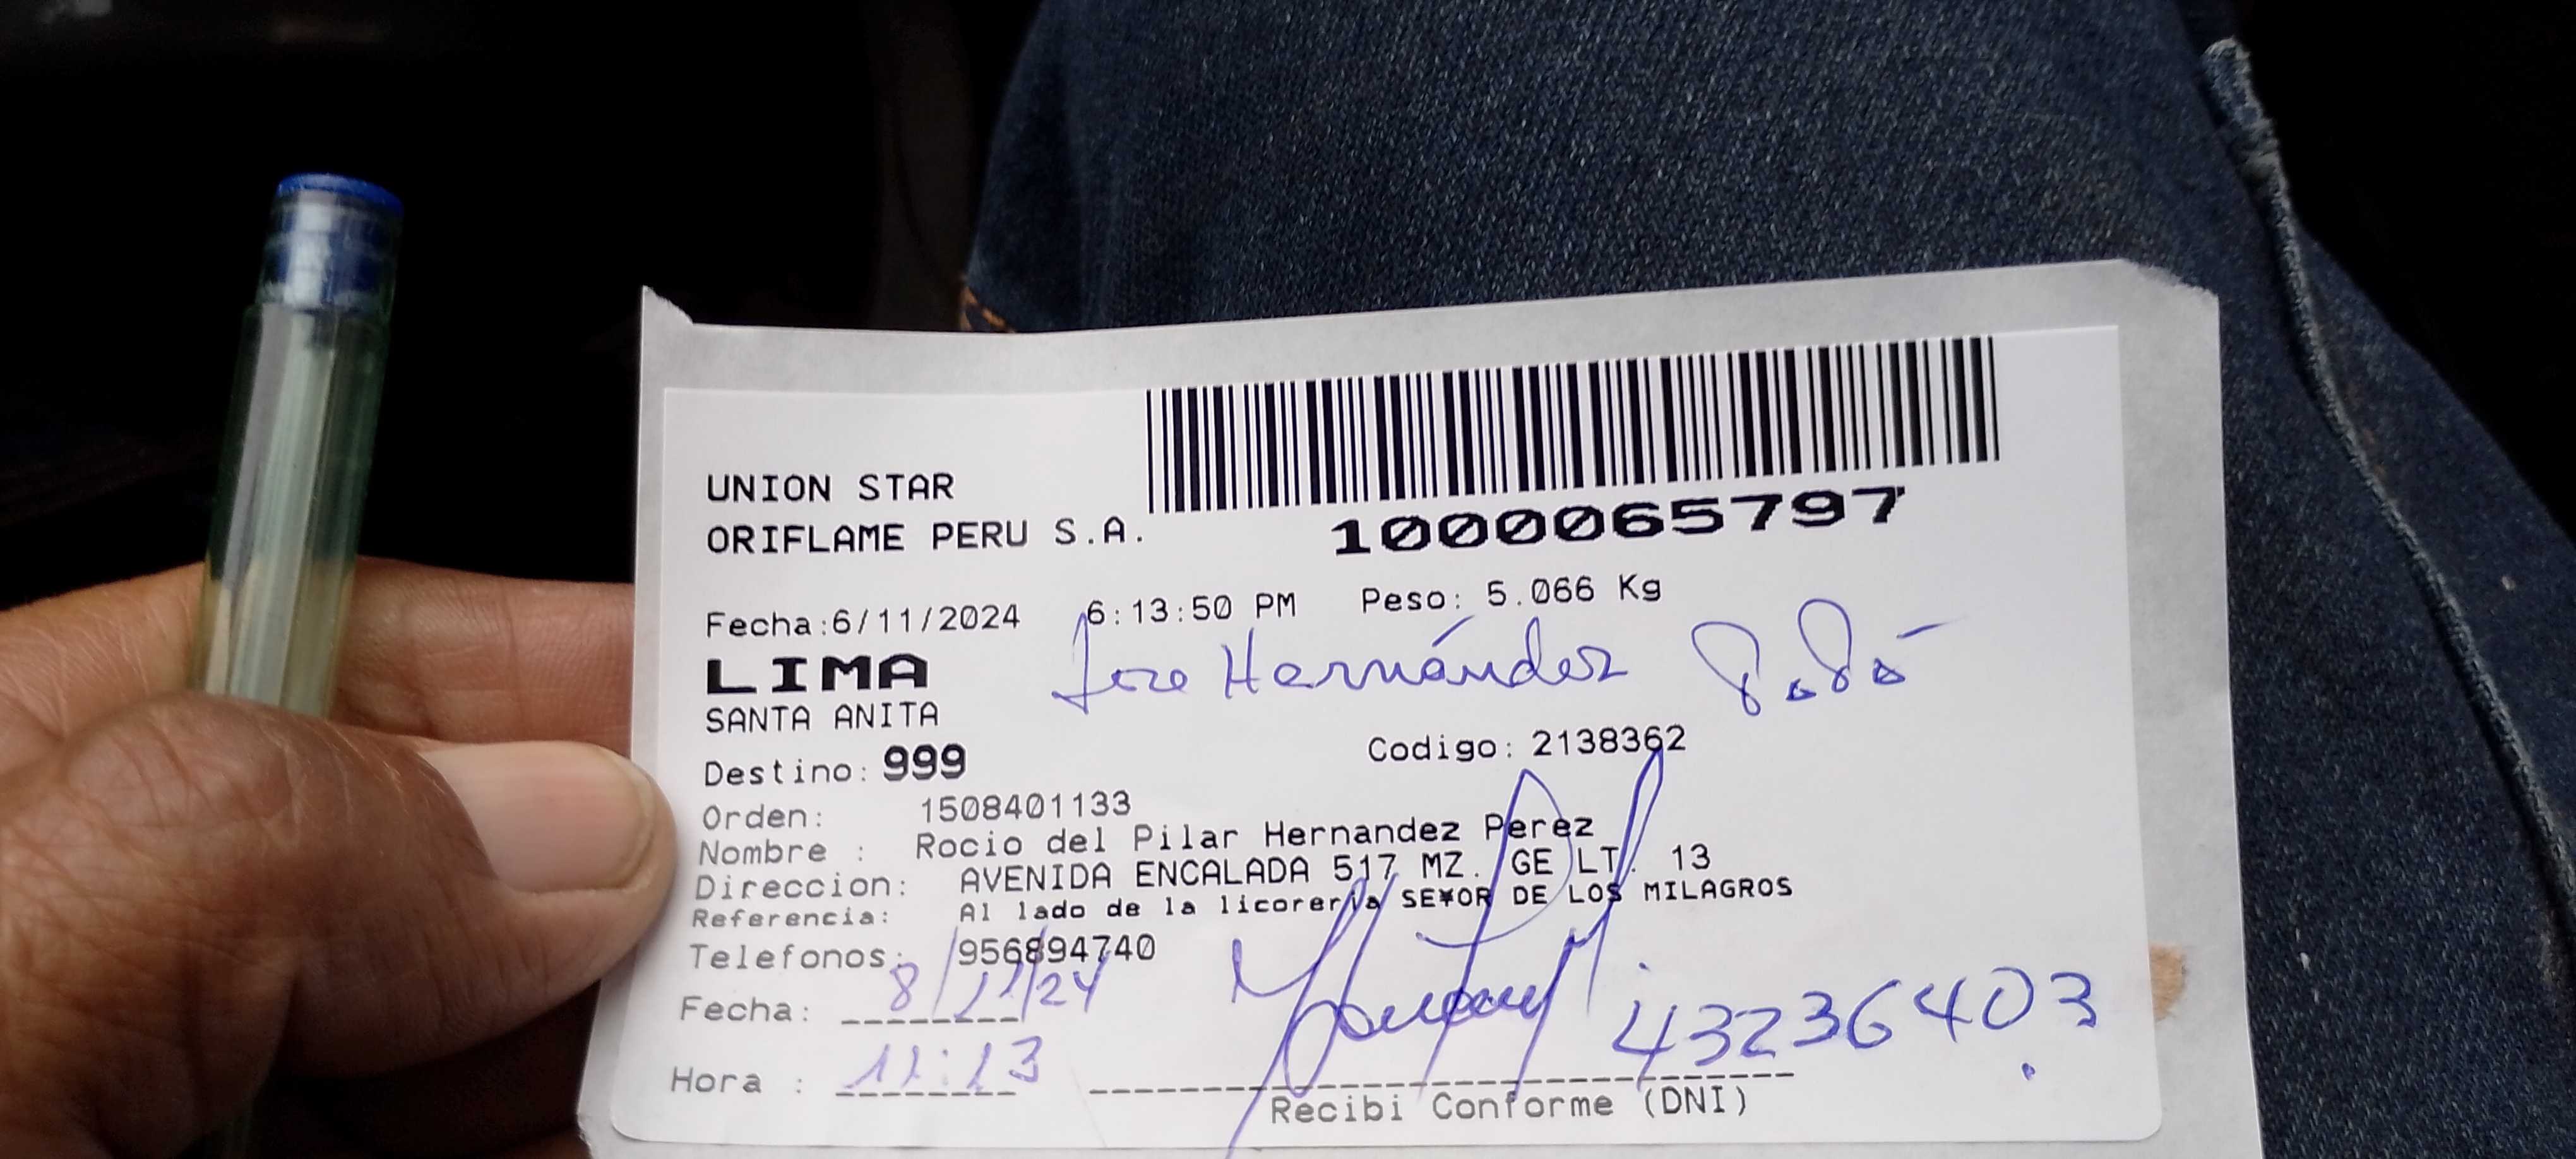 UNION STAR
ORIFLAME PERU S.A.
1000065797
Fecha:6/11/2024 6:13:50 PM Peso: 5.066 Kg
LIMA
Jose Hernández
SANTA ANITA
Destino: 999 Codigo: 2138362
Orden: 1508401133
Nombre : Rocio del Pilar Hernandez Perez
Direccion: AVENIDA ENCALADA 517 MZ. GE LT. 13
Referencia: Al lado de la licoreria SE¥OR DE LOS MILAGROS
Telefonos: 956894740
Fecha: 8/11/24
43236403
Hora : 11:13
Recibi Conforme (DNI)